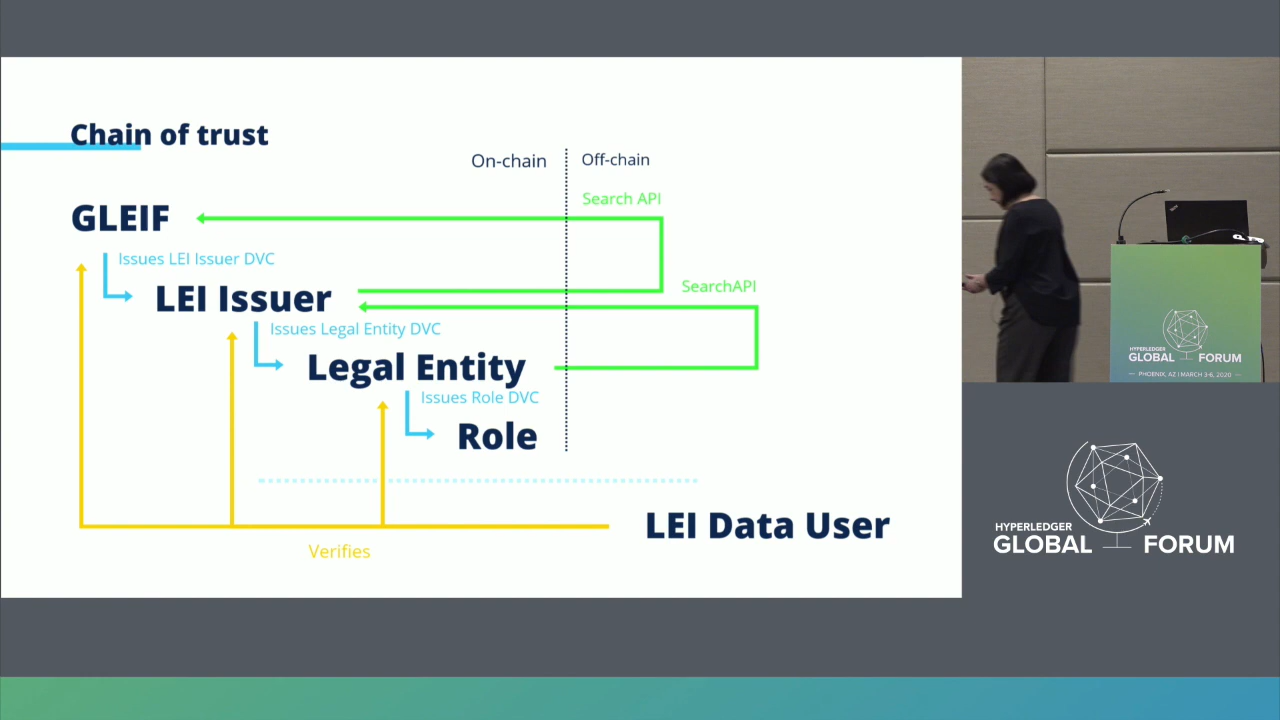 Chain of trust
On-chain
Off-chain
Search API
GLEIF
Issues LEI Issuer DVC
LEI Issuer
SearchAPI
Issues Legal Entity DVC
Legal Entity
Issues Role DVC
Role
LEI Data User
Verifies
HYPERLEDGER
GLOBAL FORUM
PHOENIX, AZ | MARCH 3-6, 2020
HYPERLEDGER
GLOBAL FORUM